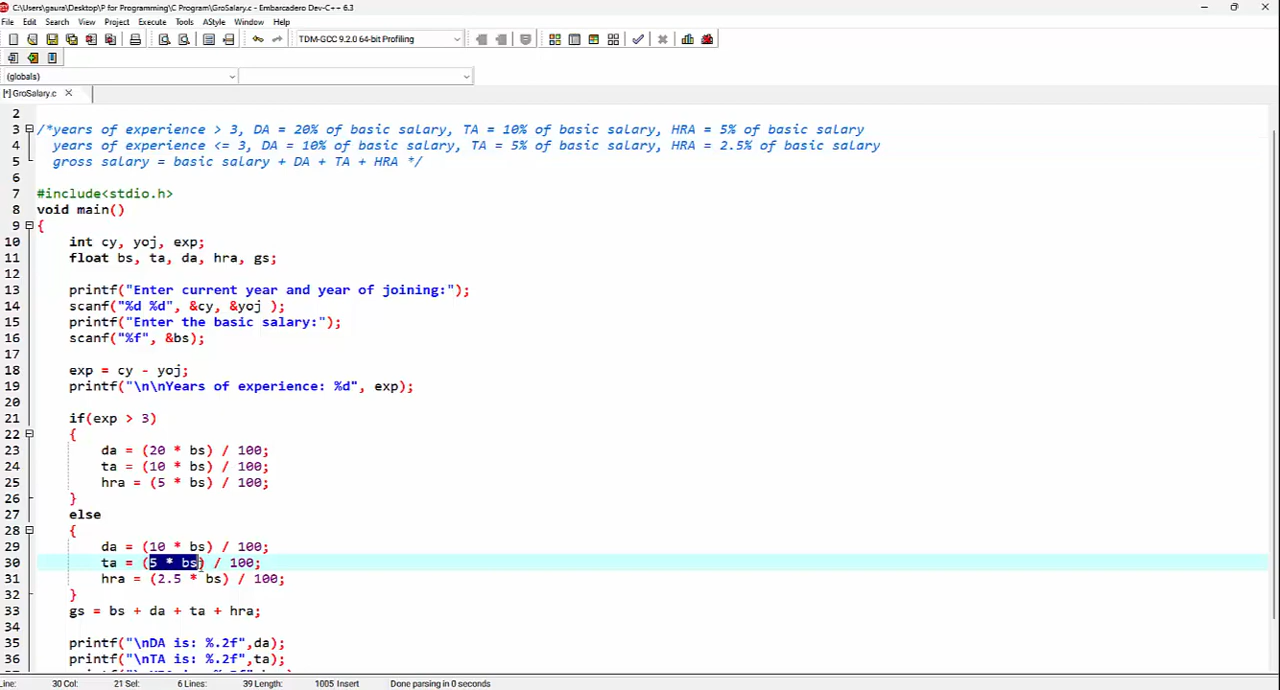 C:\Users\gaura\Desktop\P for Programming\C Program\GroSalary.c - Embarcadero Dev-C++ 6.3
File Edit Search View Project Execute Tools AStyle Window Help
TDM-GCC 9.2.0 64-bit Profiling
(globals)
[*] GroSalary.c
2
3 /*years of experience > 3, DA = 20% of basic salary, TA = 10% of basic salary, HRA = 5% of basic salary
4 years of experience <= 3, DA = 10% of basic salary, TA = 5% of basic salary, HRA = 2.5% of basic salary
5 gross salary = basic salary + DA + TA + HRA */
6
7 #include<stdio.h>
8 void main()
9 {
10 int cy, yoj, exp;
11 float bs, ta, da, hra, gs;
12
13 printf("Enter current year and year of joining:");
14 scanf("%d %d", &cy, &yoj );
15 printf("Enter the basic salary:");
16 scanf("%f", &bs);
17
18 exp = cy - yoj;
19 printf("\n\nYears of experience: %d", exp);
20
21 if(exp > 3)
22 {
23 da = (20 * bs) / 100;
24 ta = (10 * bs) / 100;
25 hra = (5 * bs) / 100;
26 }
27 else
28 {
29 da = (10 * bs) / 100;
30 ta = (5 * bs) / 100;
31 hra = (2.5 * bs) / 100;
32 }
33 gs = bs + da + ta + hra;
34
35 printf("\nDA is: %.2f",da);
36 printf("\nTA is: %.2f",ta);
Line: 30 Col: 21 Sel: 6 Lines: 39 Length: 1005 Insert Done parsing in 0 seconds